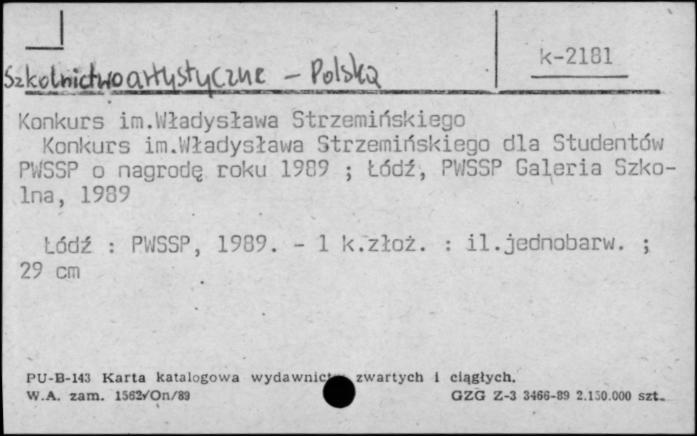 Szkolnictwo artystyczne – Polska
k-2181
Konkurs im.Władysława Strzemińskiego
Konkurs im.Władysława Strzemińskiego dla Studentów
PWSSP o nagrodę roku 1989 ; Łódź, PWSSP Galeria Szko-
lna, 1989
Łódź : PWSSP, 1989. - 1 k.złoż. : il.jednobarw. ;
29 cm
PU-B-143 Karta katalogowa wydawnictw zwartych i ciągłych.
W.A. zam. 1562/On/89 GZG Z-3 3466-89 2.150.000 szt.